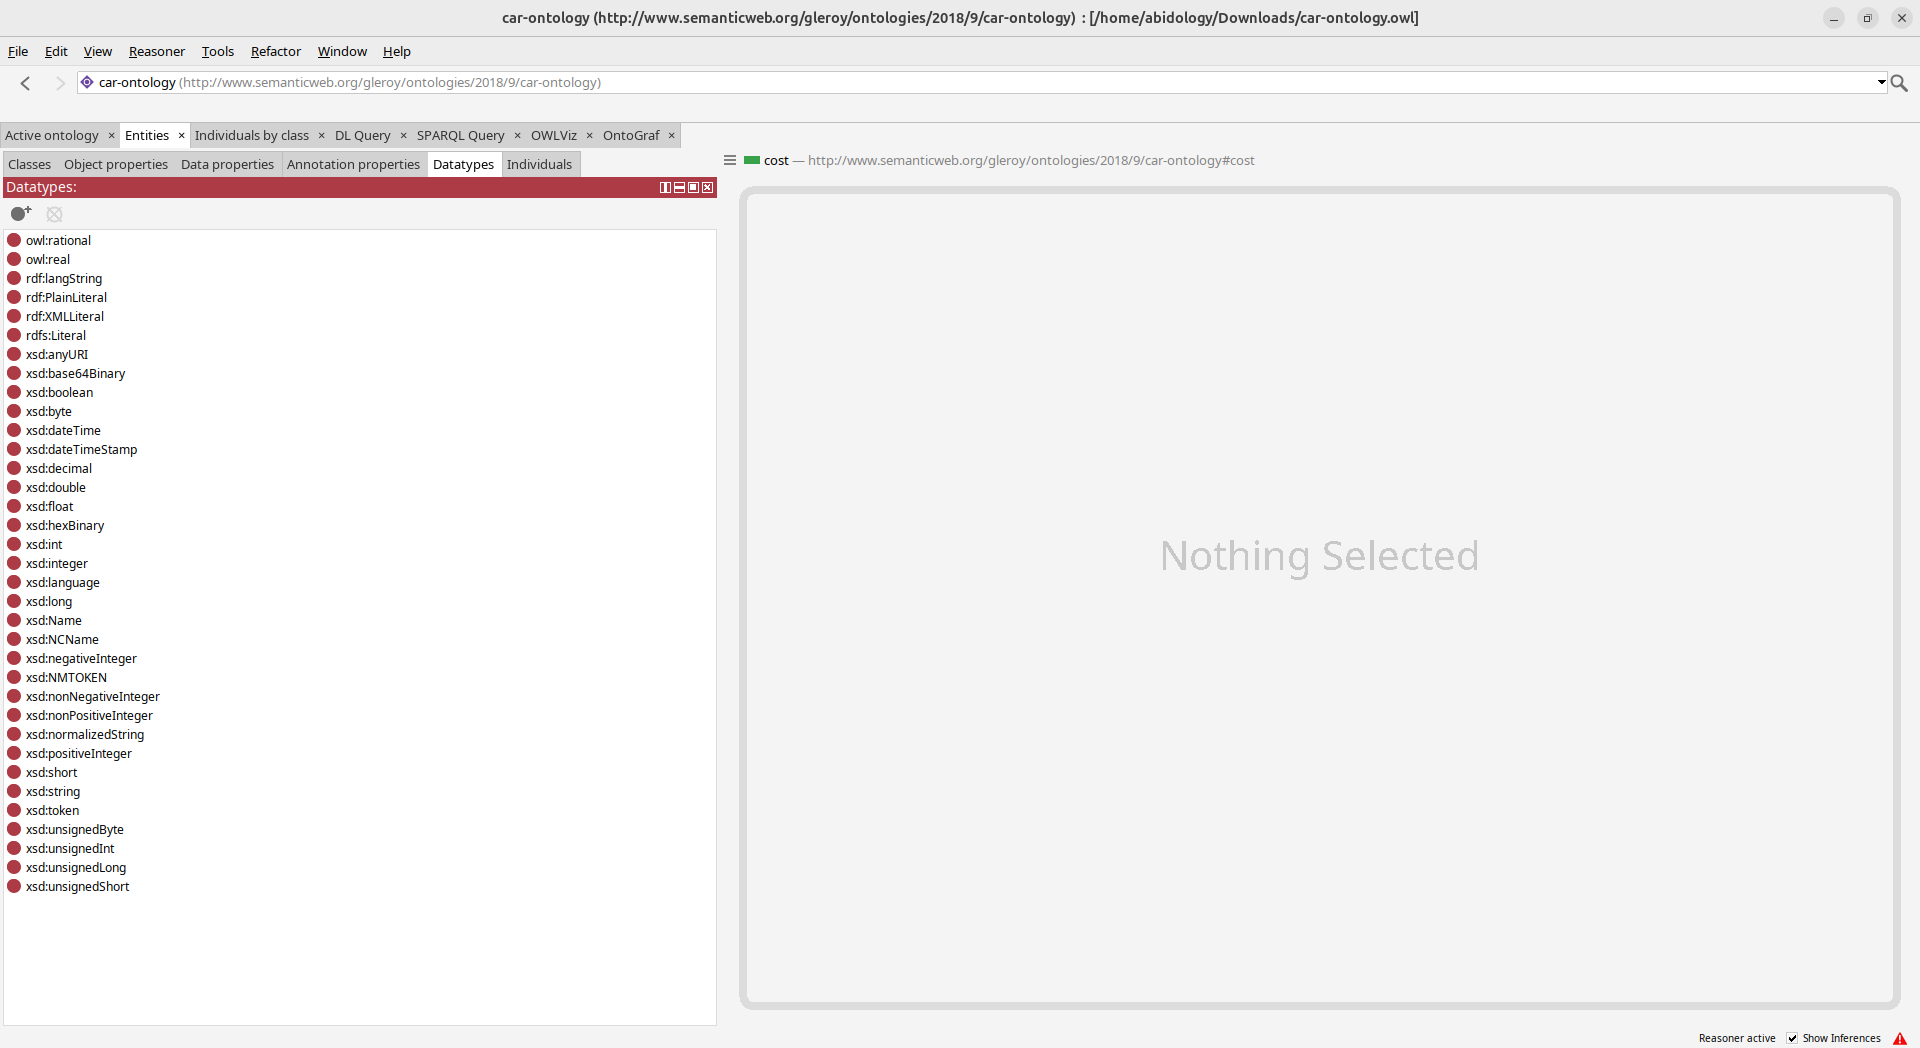 car-ontology (http://www.semanticweb.org/gleroy/ontologies/2018/9/car-ontology) : [/home/abidology/Downloads/car-ontology.owl]
File Edit View Reasoner Tools Refactor Window Help
car-ontology (http://www.semanticweb.org/gleroy/ontologies/2018/9/car-ontology)
Active ontology × Entities × Individuals by class × DL Query × SPARQL Query × OWLViz × OntoGraf ×
Classes Object properties Data properties Annotation properties Datatypes Individuals
cost — http://www.semanticweb.org/gleroy/ontologies/2018/9/car-ontology#cost
Datatypes:
owl:rational
owl:real
rdf:langString
rdf:PlainLiteral
rdf:XMLLiteral
rdfs:Literal
xsd:anyURI
xsd:base64Binary
xsd:boolean
xsd:byte
xsd:dateTime
xsd:dateTimeStamp
xsd:decimal
xsd:double
xsd:float
xsd:hexBinary
xsd:int
xsd:integer
xsd:language
xsd:long
xsd:Name
xsd:NCName
xsd:negativeInteger
xsd:NMTOKEN
xsd:nonNegativeInteger
xsd:nonPositiveInteger
xsd:normalizedString
xsd:positiveInteger
xsd:short
xsd:string
xsd:token
xsd:unsignedByte
xsd:unsignedInt
xsd:unsignedLong
xsd:unsignedShort
Nothing Selected
Reasoner active Show Inferences